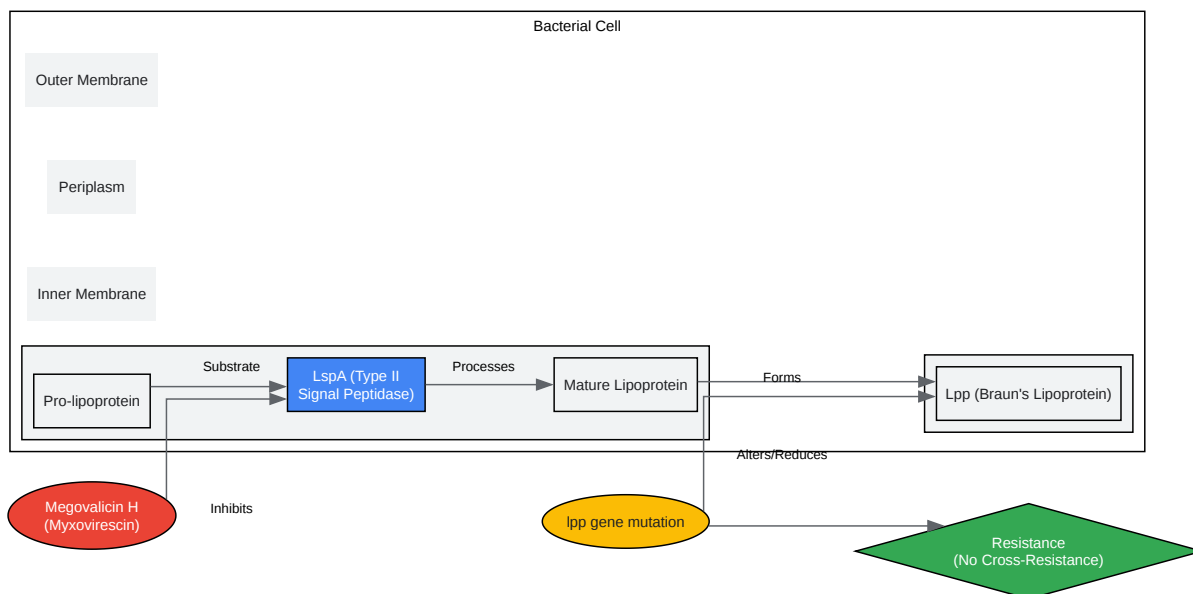 Bacterial Cell
Outer Membrane
Periplasm
Inner Membrane
Substrate
Processes
Forms
Pro-lipoprotein
LspA (Type II
Signal Peptidase)
Mature Lipoprotein
Lpp (Braun's Lipoprotein)
Alters/Reduces
Inhibits
Megovalicin H
(Myxovirescin)
lpp gene mutation
Resistance
(No Cross-Resistance)